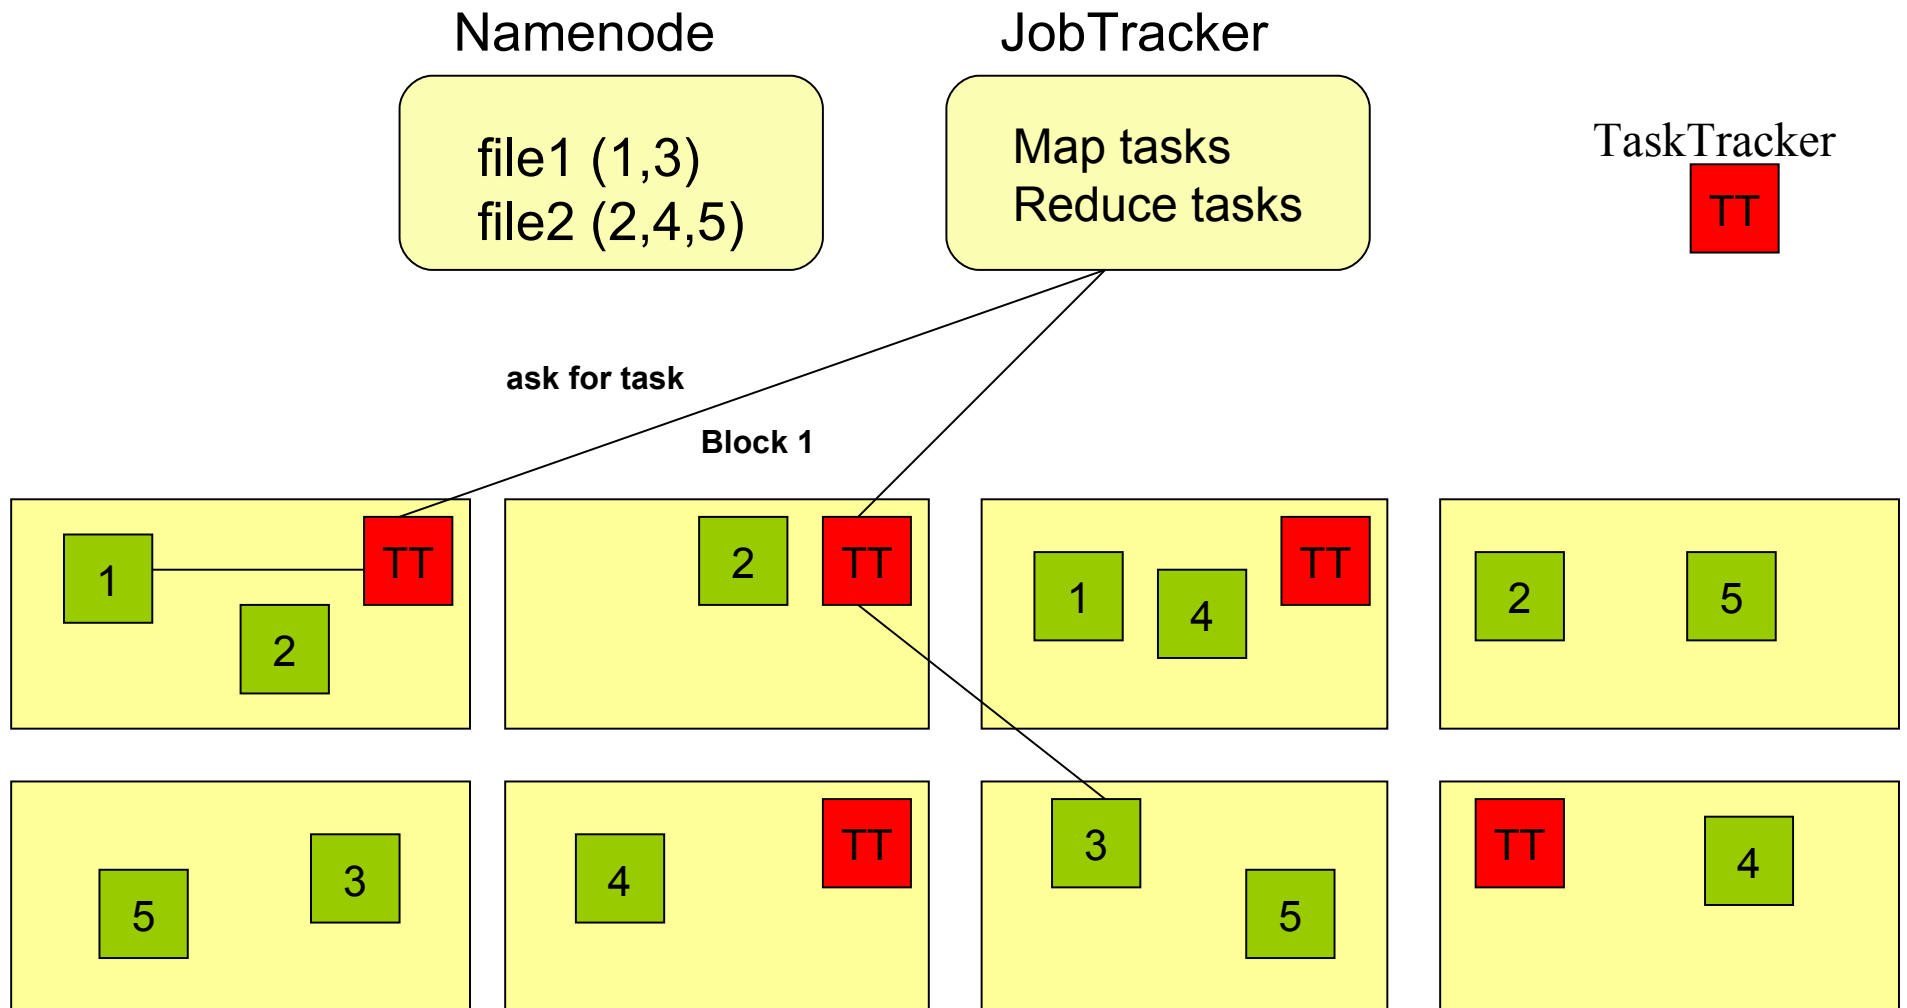 Namenode
JobTracker
file1 (1,3)
file2 (2,4,5)
Map tasks
Reduce tasks
TaskTracker
TT
ask for task
Block 1
1
2
TT
2
TT
1
4
TT
2
5
5
3
4
TT
3
5
TT
4